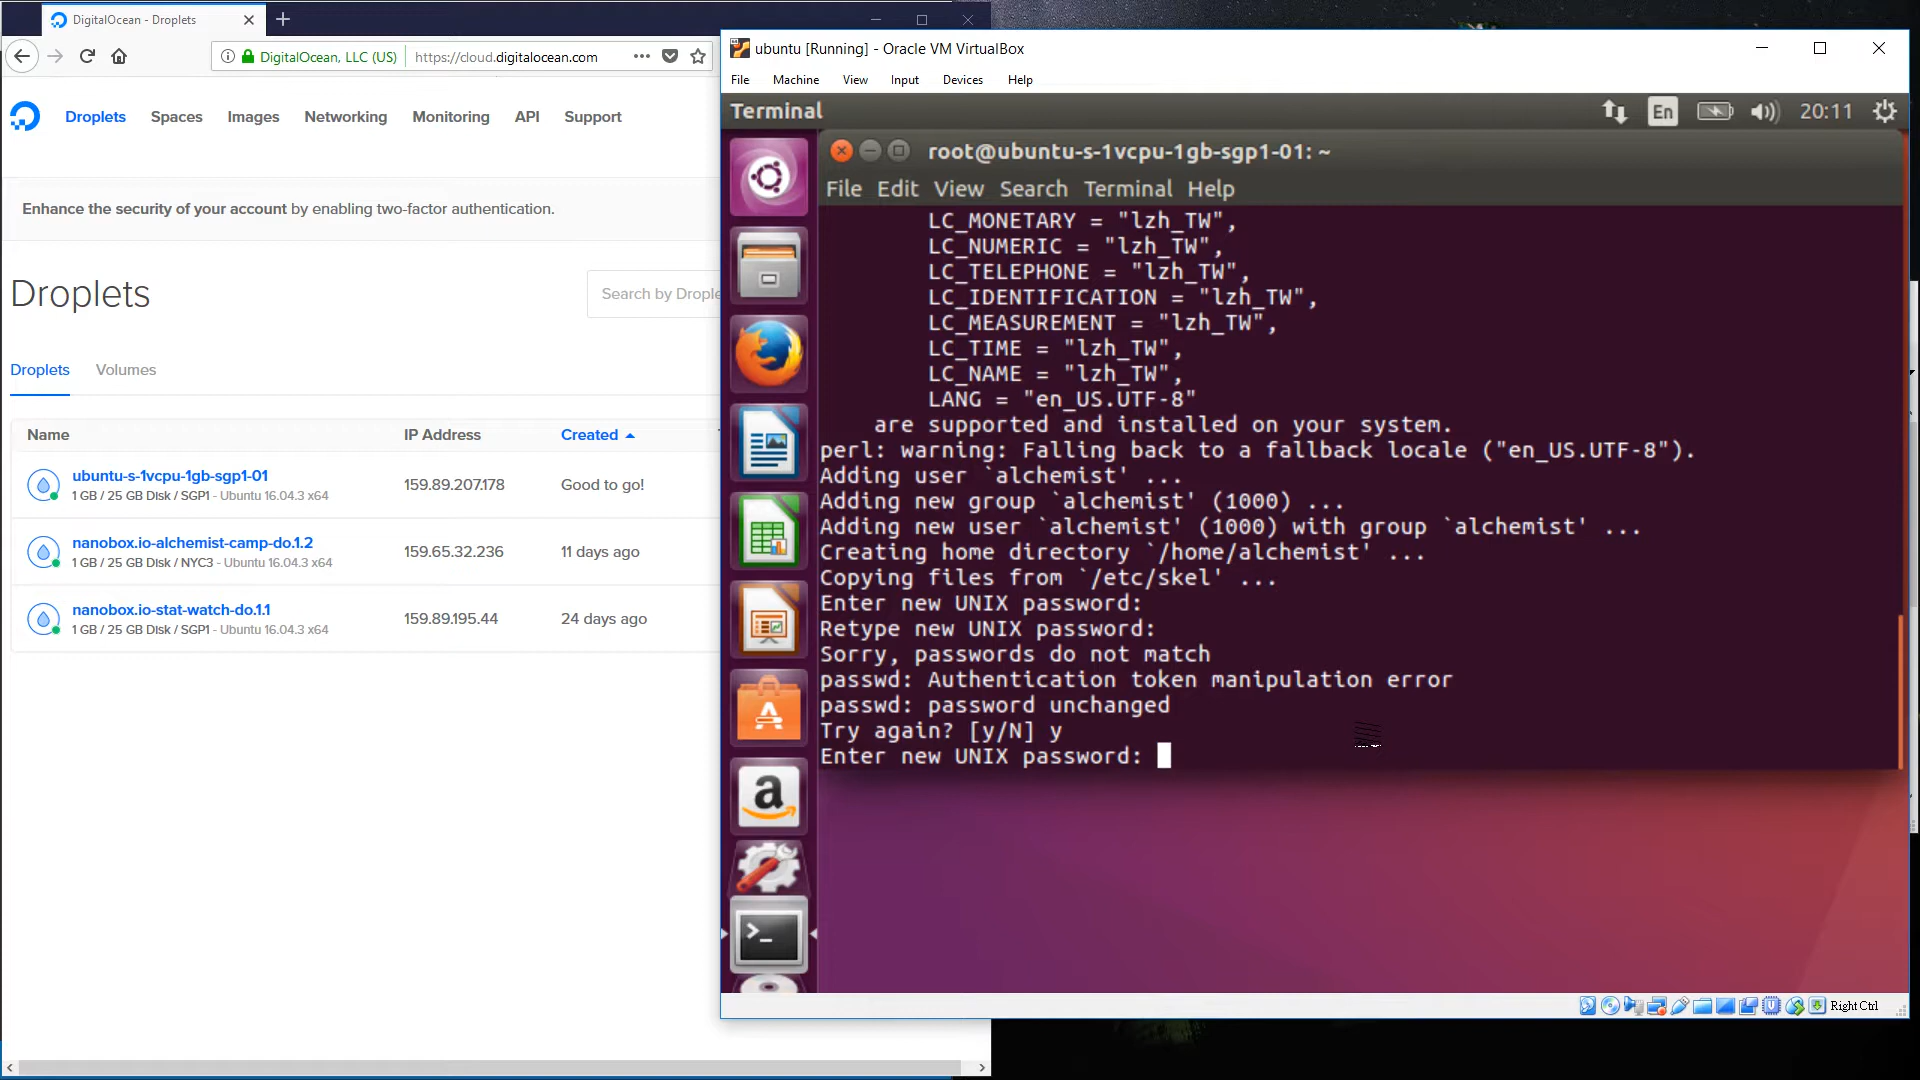 DigitalOcean - Droplets
DigitalOcean, LLC (US) https://cloud.digitalocean.com
Droplets Spaces Images Networking Monitoring API Support
Enhance the security of your account by enabling two-factor authentication.
Droplets
Search by Drople
Droplets Volumes
Name IP Address Created
ubuntu-s-1vcpu-1gb-sgp1-01
1 GB / 25 GB Disk / SGP1 - Ubuntu 16.04.3 x64
159.89.207.178 Good to go!
nanobox.io-alchemist-camp-do.1.2
1 GB / 25 GB Disk / NYC3 - Ubuntu 16.04.3 x64
159.65.32.236 11 days ago
nanobox.io-stat-watch-do.1.1
1 GB / 25 GB Disk / SGP1 - Ubuntu 16.04.3 x64
159.89.195.44 24 days ago
ubuntu [Running] - Oracle VM VirtualBox
File Machine View Input Devices Help
Terminal En 20:11
root@ubuntu-s-1vcpu-1gb-sgp1-01: ~
File Edit View Search Terminal Help
LC_MONETARY = "lzh_TW",
LC_NUMERIC = "lzh_TW",
LC_TELEPHONE = "lzh_TW",
LC_IDENTIFICATION = "lzh_TW",
LC_MEASUREMENT = "lzh_TW",
LC_TIME = "lzh_TW",
LC_NAME = "lzh_TW",
LANG = "en_US.UTF-8"
are supported and installed on your system.
perl: warning: Falling back to a fallback locale ("en_US.UTF-8").
Adding user `alchemist' ...
Adding new group `alchemist' (1000) ...
Adding new user `alchemist' (1000) with group `alchemist' ...
Creating home directory `/home/alchemist' ...
Copying files from `/etc/skel' ...
Enter new UNIX password:
Retype new UNIX password:
Sorry, passwords do not match
passwd: Authentication token manipulation error
passwd: password unchanged
Try again? [y/N] y
Enter new UNIX password:
Right Ctrl